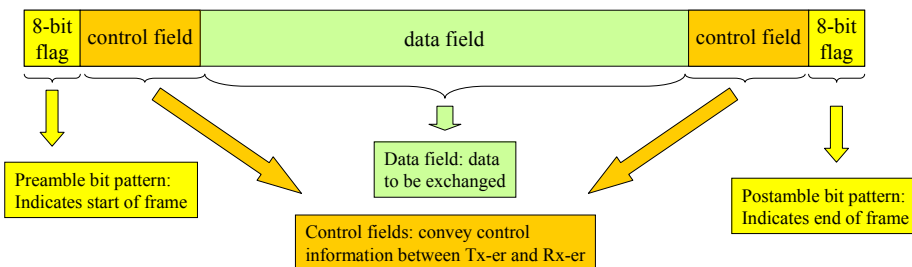 8-bit
flag
control field
data field
control field
8-bit
flag
Preamble bit pattern:
Indicates start of frame
Data field: data
to be exchanged
Postamble bit pattern:
Indicates end of frame
Control fields: convey control
information between Tx-er and Rx-er